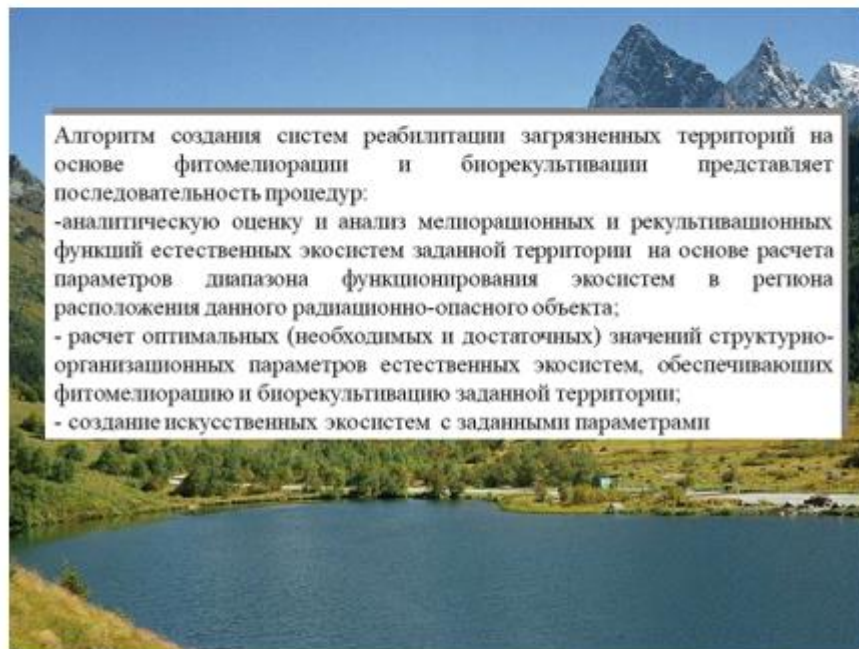 Алгоритм создания систем реабилитации загрязненных территорий на
основе фитомелиорации и биорекультивации представляет
последовательность процедур:
-аналитическую оценку и анализ мелиорационных и рекультивационных
функций естественных экосистем заданной территории на основе расчета
параметров диапазона функционирования экосистем в региона
расположения данного радиационно-опасного объекта;
- расчет оптимальных (необходимых и достаточных) значений структурно-
организационных параметров естественных экосистем, обеспечивающих
фитомелиорацию и биорекультивацию заданной территории;
- создание искусственных экосистем с заданными параметрами